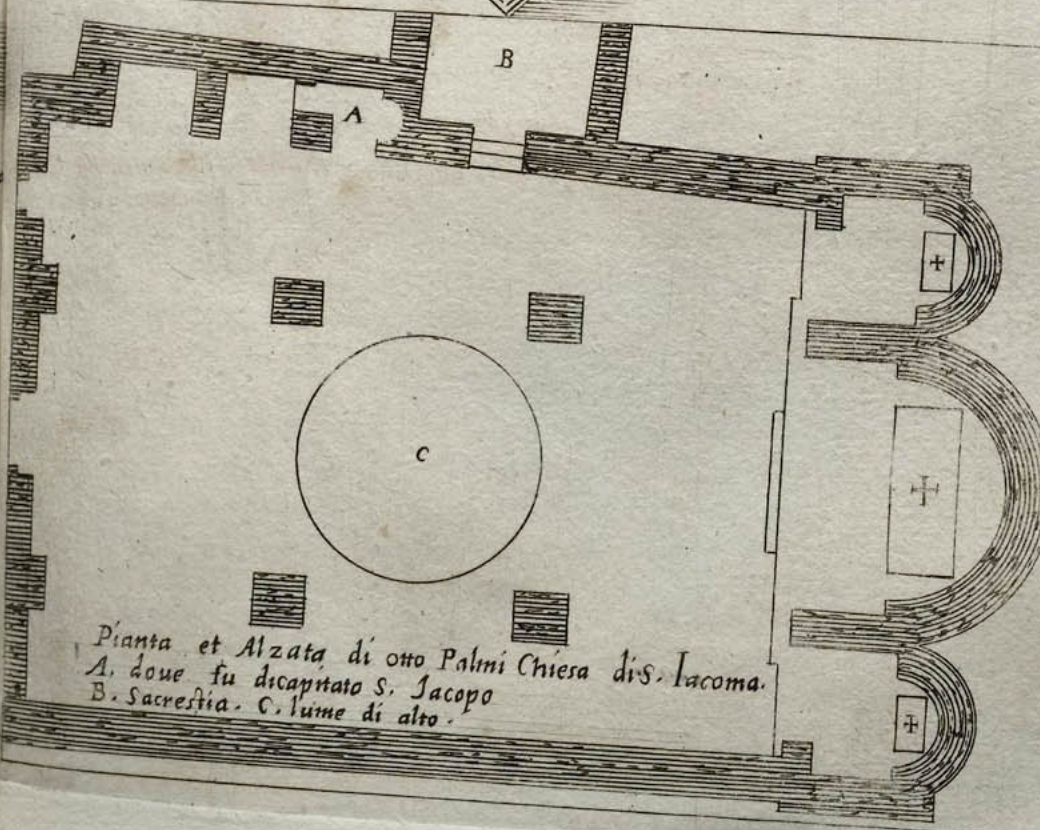 B
A
C
Pianta et Alzata di otto Palmi Chiesa di S. Iacoma.
A. doue fu dicapitato S. Jacopo
B. Sacrestia. C. lume di alto.